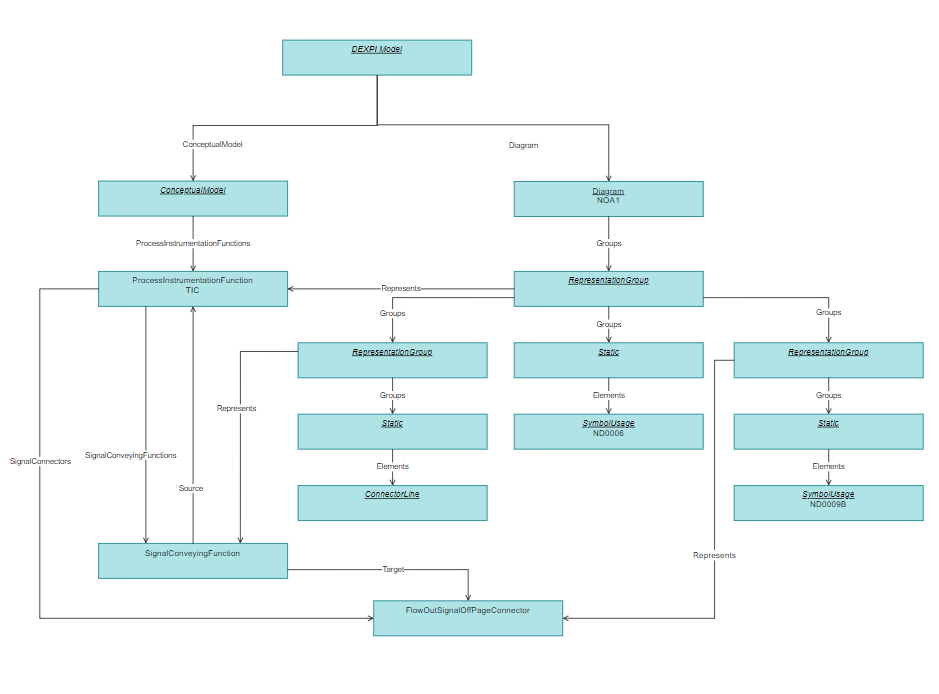 DEXPI Model
ConceptualModel
Diagram
ConceptualModel
Diagram
NOA1
ProcessInstrumentationFunctions
Groups
ProcessInstrumentationFunction
TIC
Represents
RepresentationGroup
Groups
Groups
Groups
RepresentationGroup
Static
RepresentationGroup
Groups
Elements
Groups
Represents
Static
SymbolUsage
ND0006
Static
SignalConnectors
SignalConveyingFunctions
Elements
Elements
Source
ConnectorLine
SymbolUsage
ND0009B
SignalConveyingFunction
Represents
Target
FlowOutSignalOffPageConnector